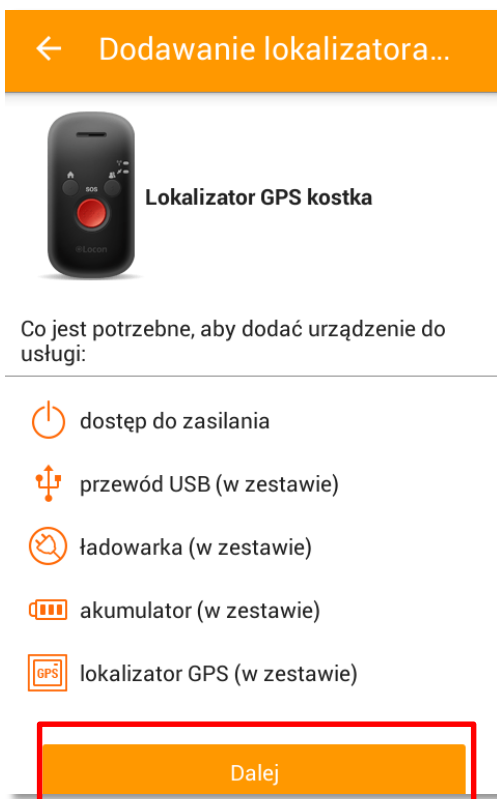 Dodawanie lokalizatora...
SOS
Locon
Lokalizator GPS kostka
Co jest potrzebne, aby dodać urządzenie do
usługi:
dostęp do zasilania
przewód USB (w zestawie)
ładowarka (w zestawie)
akumulator (w zestawie)
GPS
lokalizator GPS (w zestawie)
Dalej